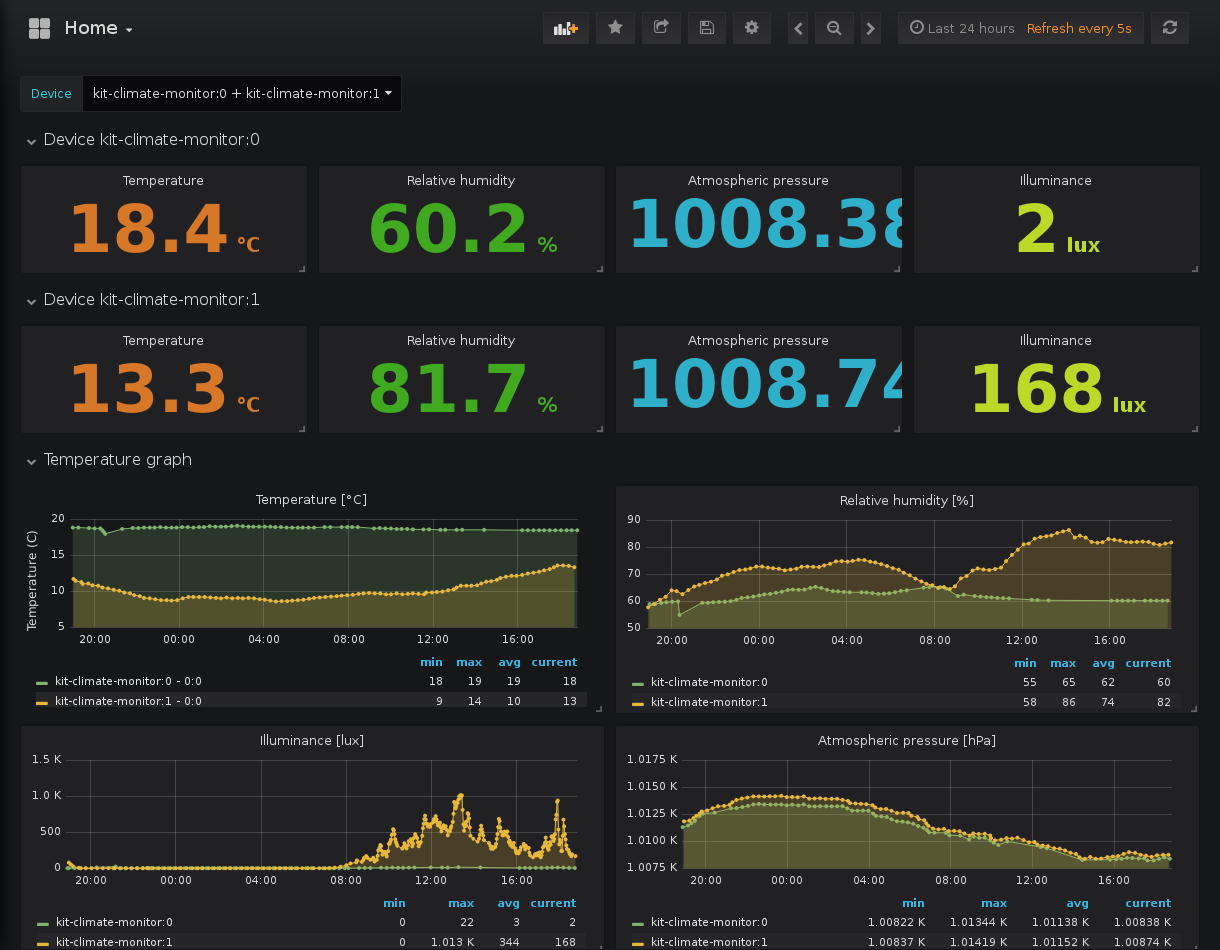 Home
Last 24 hours Refresh every 5s
Device kit-climate-monitor:0 + kit-climate-monitor:1
Device kit-climate-monitor:0
Temperature Relative humidity Atmospheric pressure Illuminance
18.4 °C 60.2 % 1008.38 2 lux
Device kit-climate-monitor:1
Temperature Relative humidity Atmospheric pressure Illuminance
13.3 °C 81.7 % 1008.74 168 lux
Temperature graph
Temperature [°C]
Temperature (C)
20
15
10
5
20:00 00:00 04:00 08:00 12:00 16:00
min max avg current
kit-climate-monitor:0 - 0:0 18 19 19 18
kit-climate-monitor:1 - 0:0 9 14 10 13
Relative humidity [%]
90
80
70
60
50
20:00 00:00 04:00 08:00 12:00 16:00
min max avg current
kit-climate-monitor:0 55 65 62 60
kit-climate-monitor:1 58 86 74 82
Illuminance [lux]
1.5 K
1.0 K
500
0
20:00 00:00 04:00 08:00 12:00 16:00
min max avg current
kit-climate-monitor:0 0 22 3 2
kit-climate-monitor:1 0 1.013 K 344 168
Atmospheric pressure [hPa]
1.0175 K
1.0150 K
1.0125 K
1.0100 K
1.0075 K
20:00 00:00 04:00 08:00 12:00 16:00
min max avg current
kit-climate-monitor:0 1.00822 K 1.01344 K 1.01138 K 1.00838 K
kit-climate-monitor:1 1.00837 K 1.01419 K 1.01152 K 1.00874 K